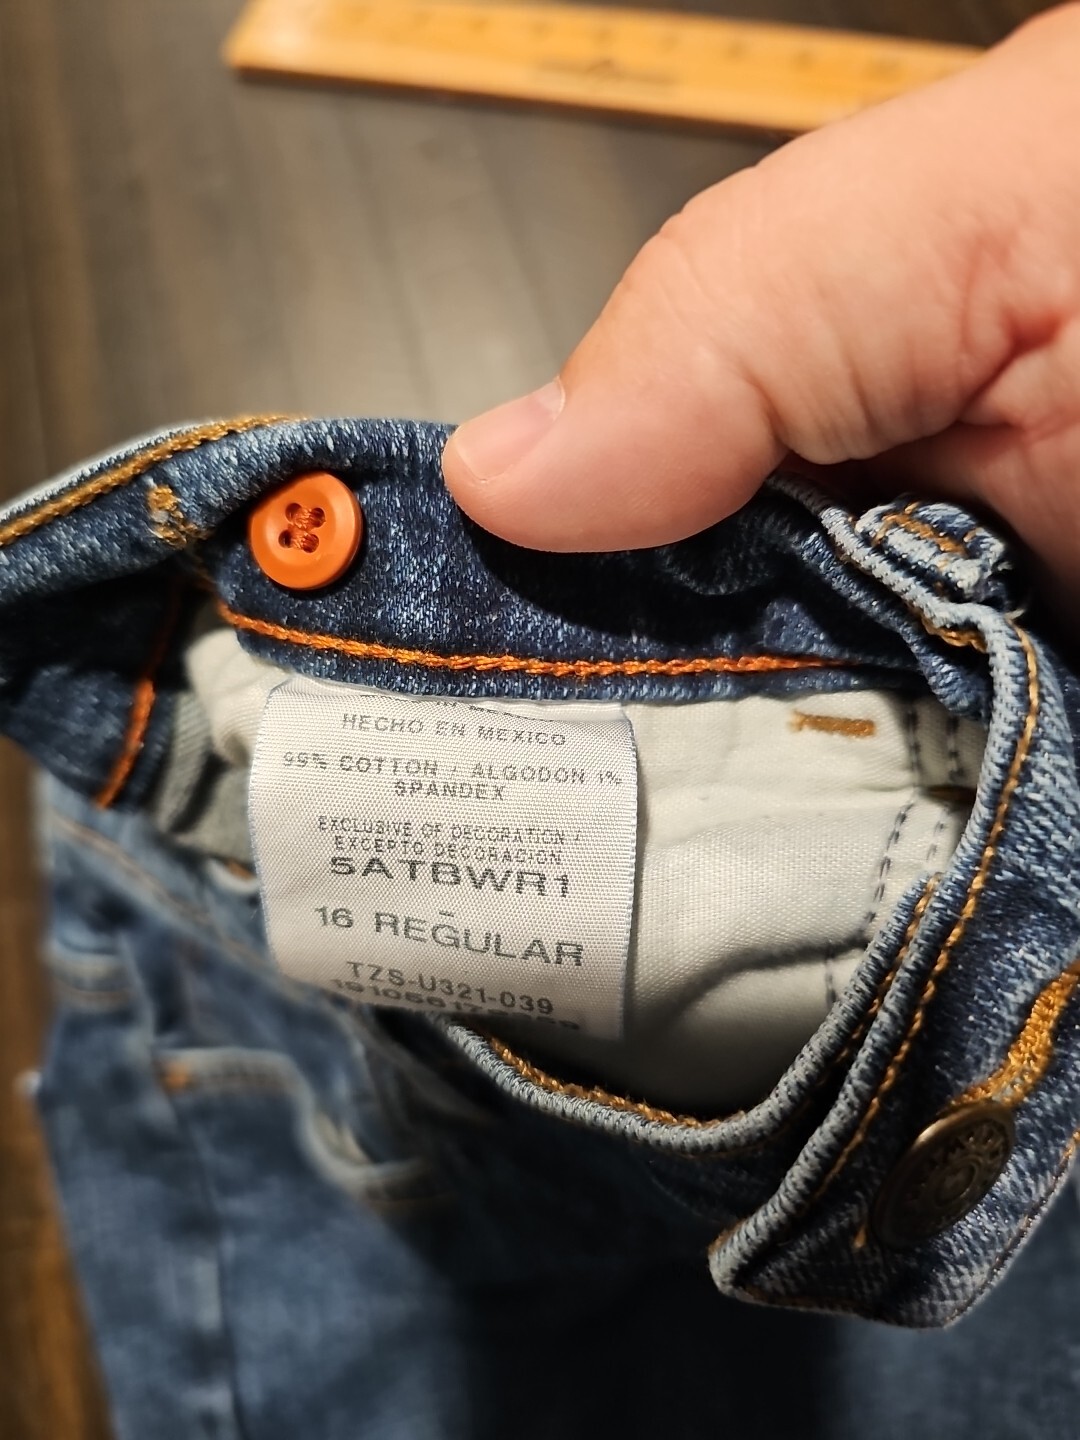 HECHO EN MEXICO
99% COTTON / ALGODON 1%
SPANDEX
EXCLUSIVE OF DECORATION /
EXCEPTO DECORACION
5ATBWR1
-
16 REGULAR
TZS-U321-039